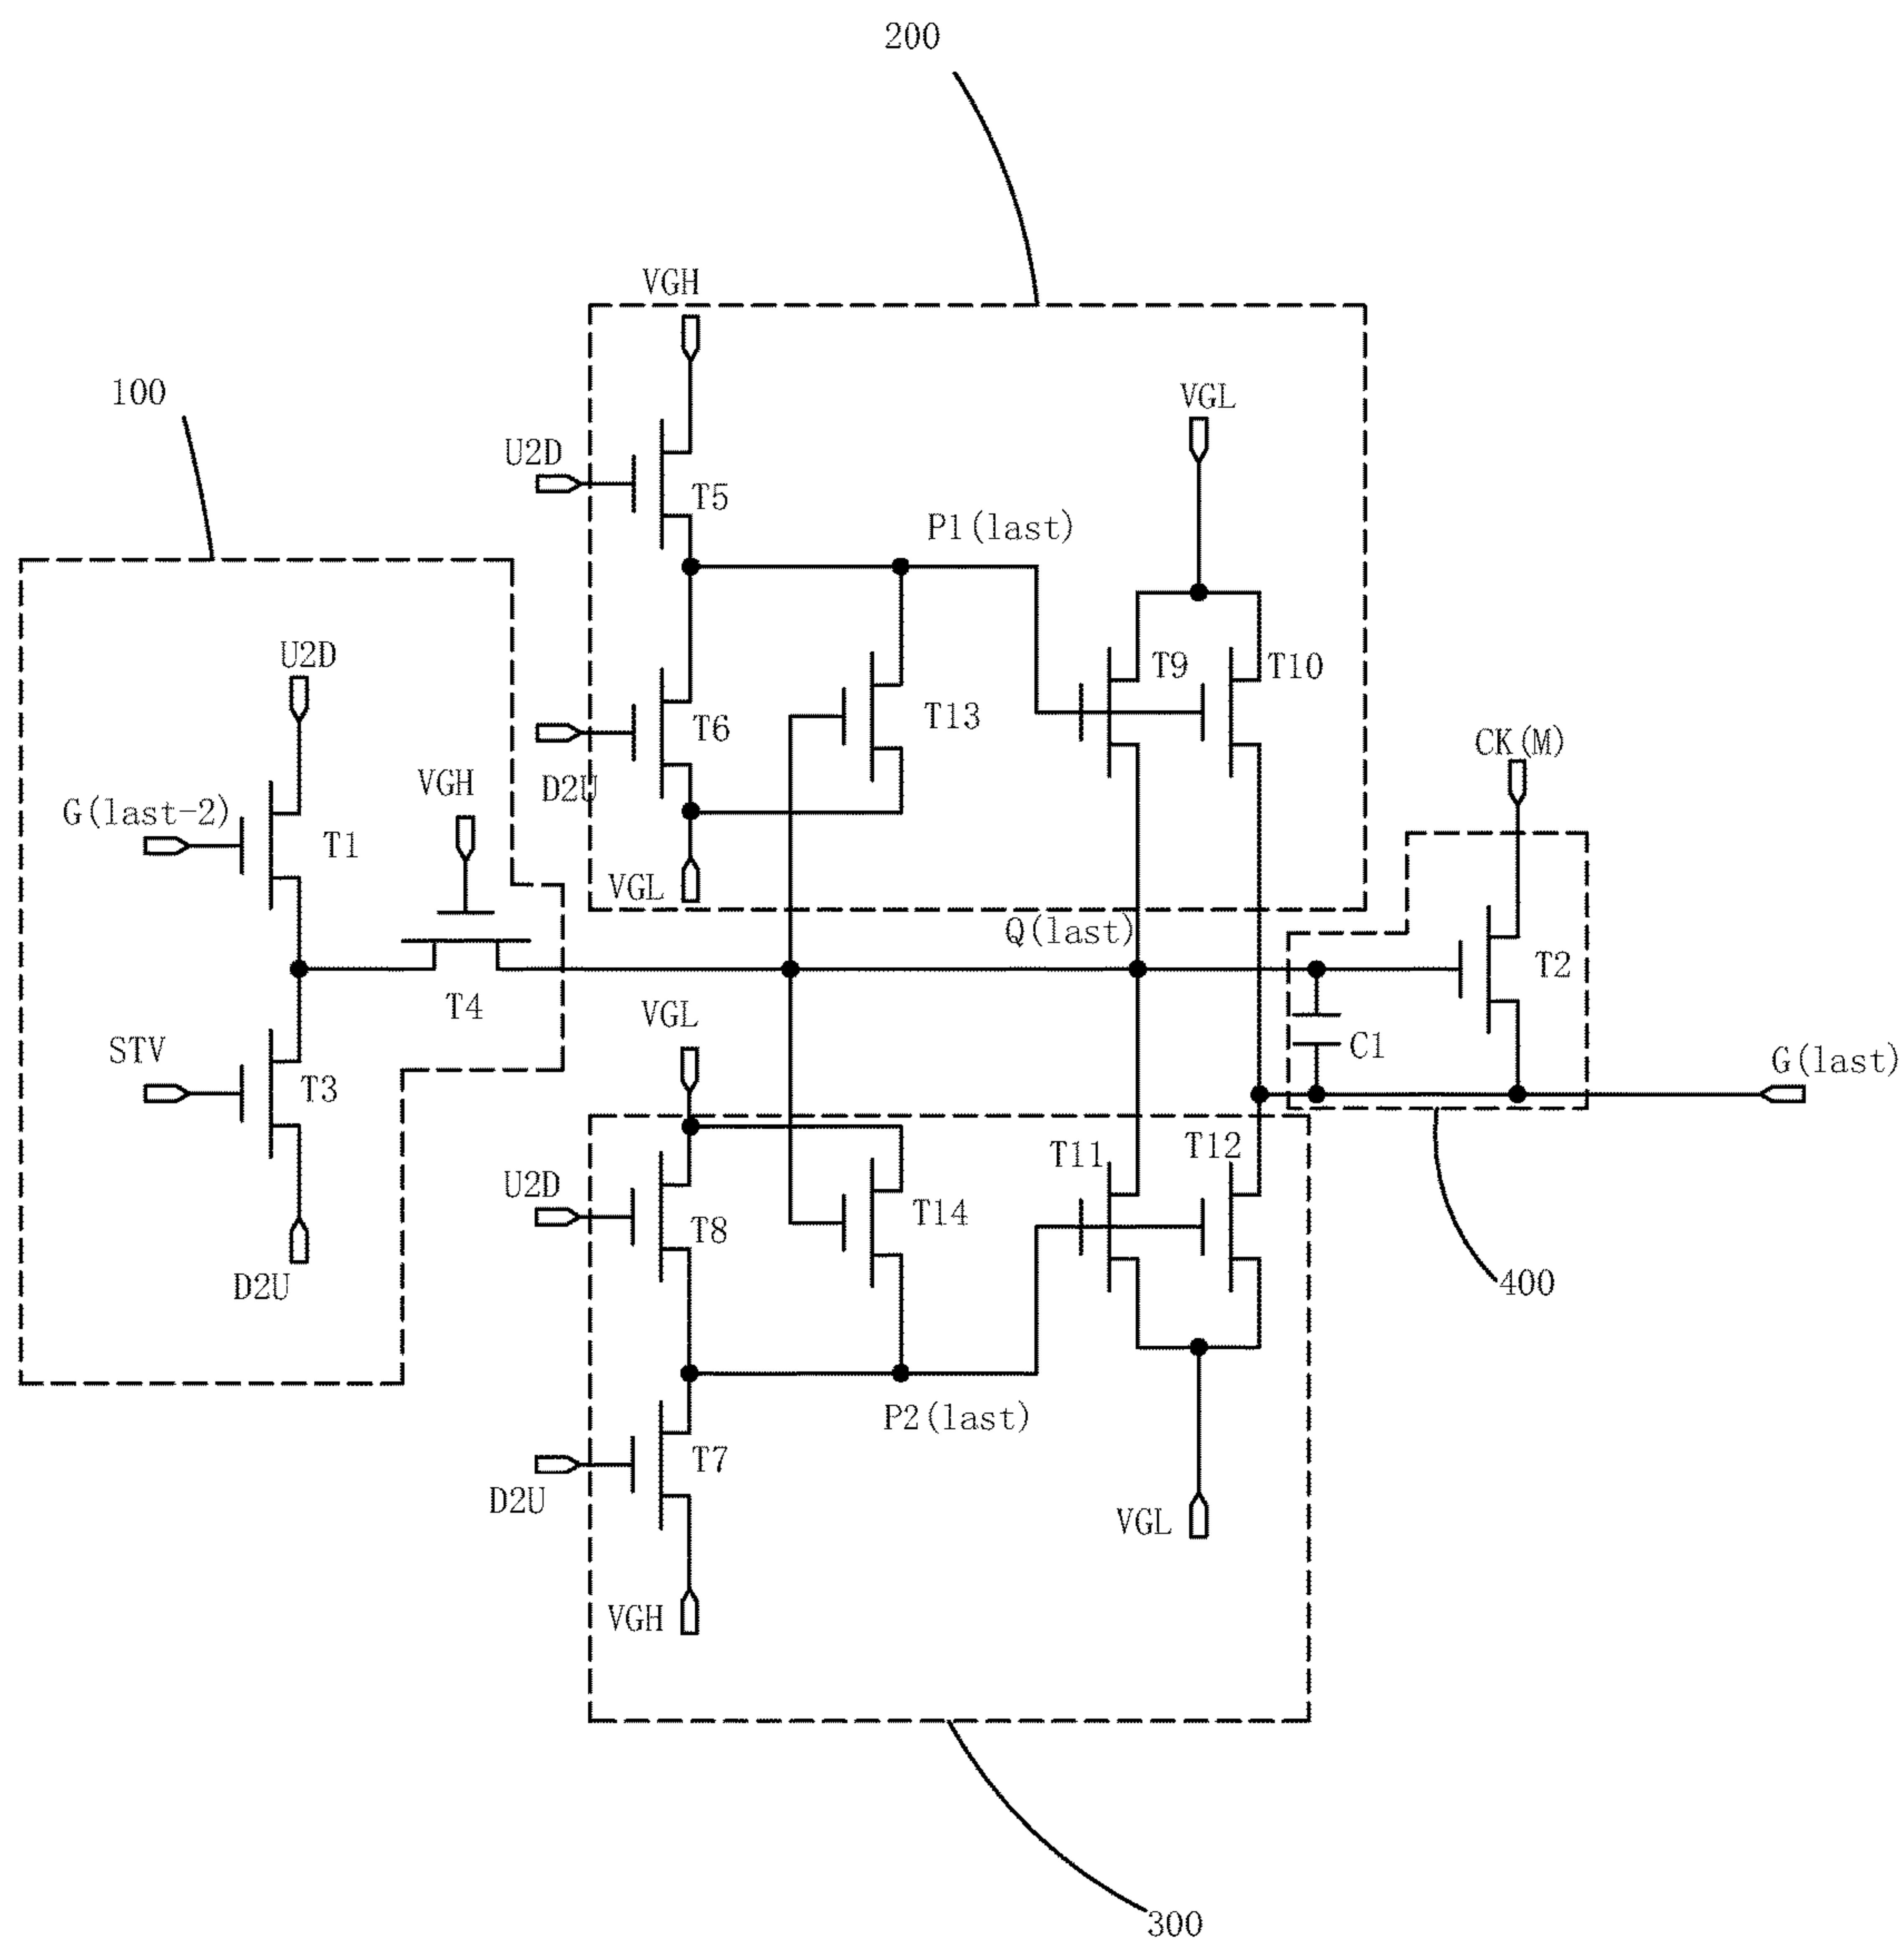 200
VGH
100
VGL
U2D
T5
P1(last)
U2D
T9
T10
T6
T13
CK(M)
VGH
D2U
G(last-2)
T1
VGL
Q(last)
T2
T4
VGL
STV
C1
G(last)
T3
T11
T12
U2D
T14
T8
D2U
400
P2(last)
T7
D2U
VGL
VGH
300